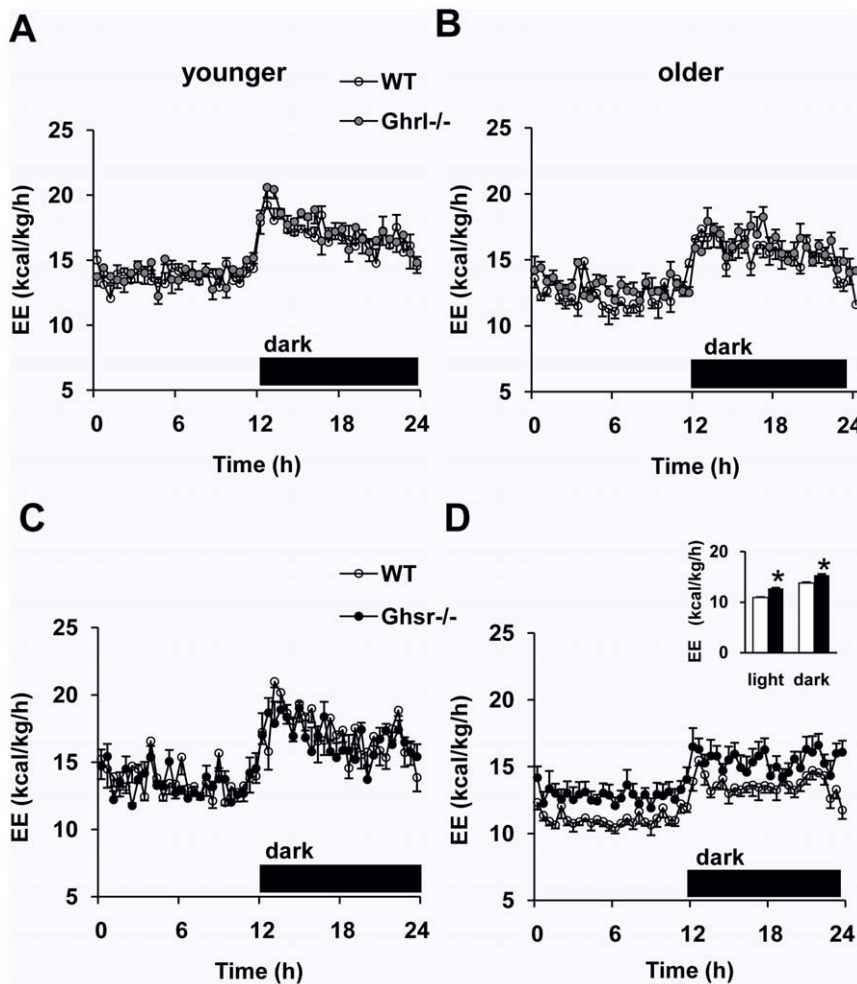 A
younger
WT
Ghrl-/-
25
20
15
10
5
EE (kcal/kg/h)
dark
0 6 12 18 24
Time (h)
B
older
25
20
15
10
5
EE (kcal/kg/h)
dark
0 6 12 18 24
Time (h)
C
WT
Ghsr-/-
25
20
15
10
5
EE (kcal/kg/h)
dark
0 6 12 18 24
Time (h)
D
20
10
0
EE (kcal/kg/h)
* *
light dark
25
20
15
10
5
EE (kcal/kg/h)
dark
0 6 12 18 24
Time (h)